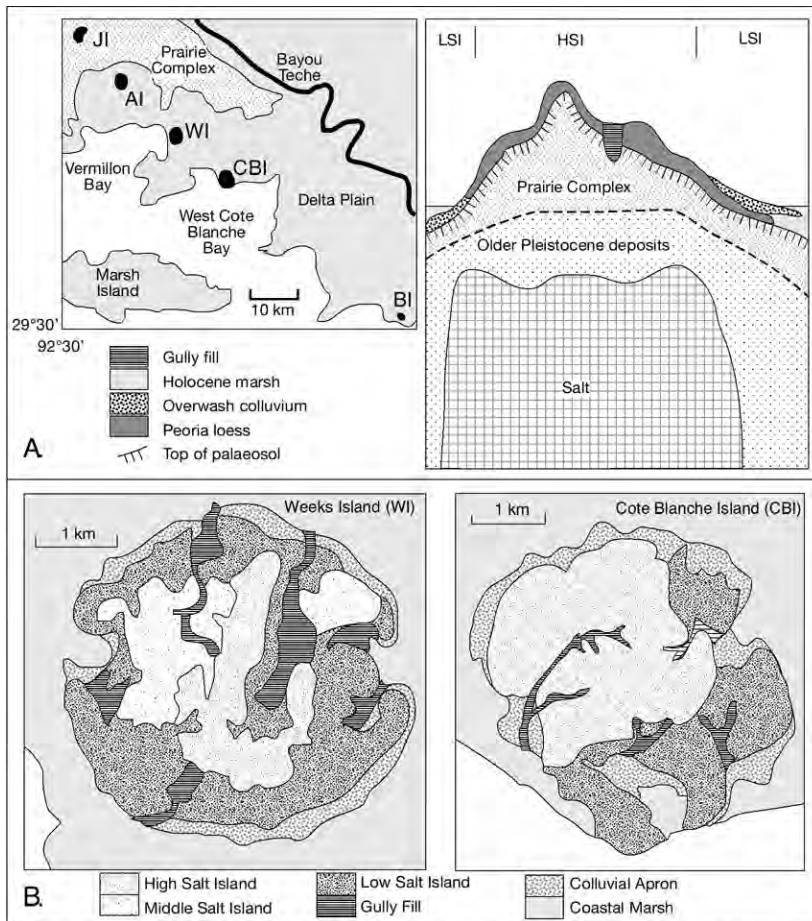 JI
Prairie
Complex
Bayou
Teche
AI
WI
Vermillon
Bay
CBI
Delta Plain
West Cote
Blanche
Bay
Marsh
Island
10 km
BI
29°30'
92°30'
Gully fill
Holocene marsh
Overwash colluvium
Peoria loess
Top of palaeosol
A.
LSI
HSI
LSI
Prairie Complex
Older Pleistocene deposits
Salt
Weeks Island (WI)
1 km
Cote Blanche Island (CBI)
1 km
B.
High Salt Island
Middle Salt Island
Low Salt Island
Gully Fill
Colluvial Apron
Coastal Marsh